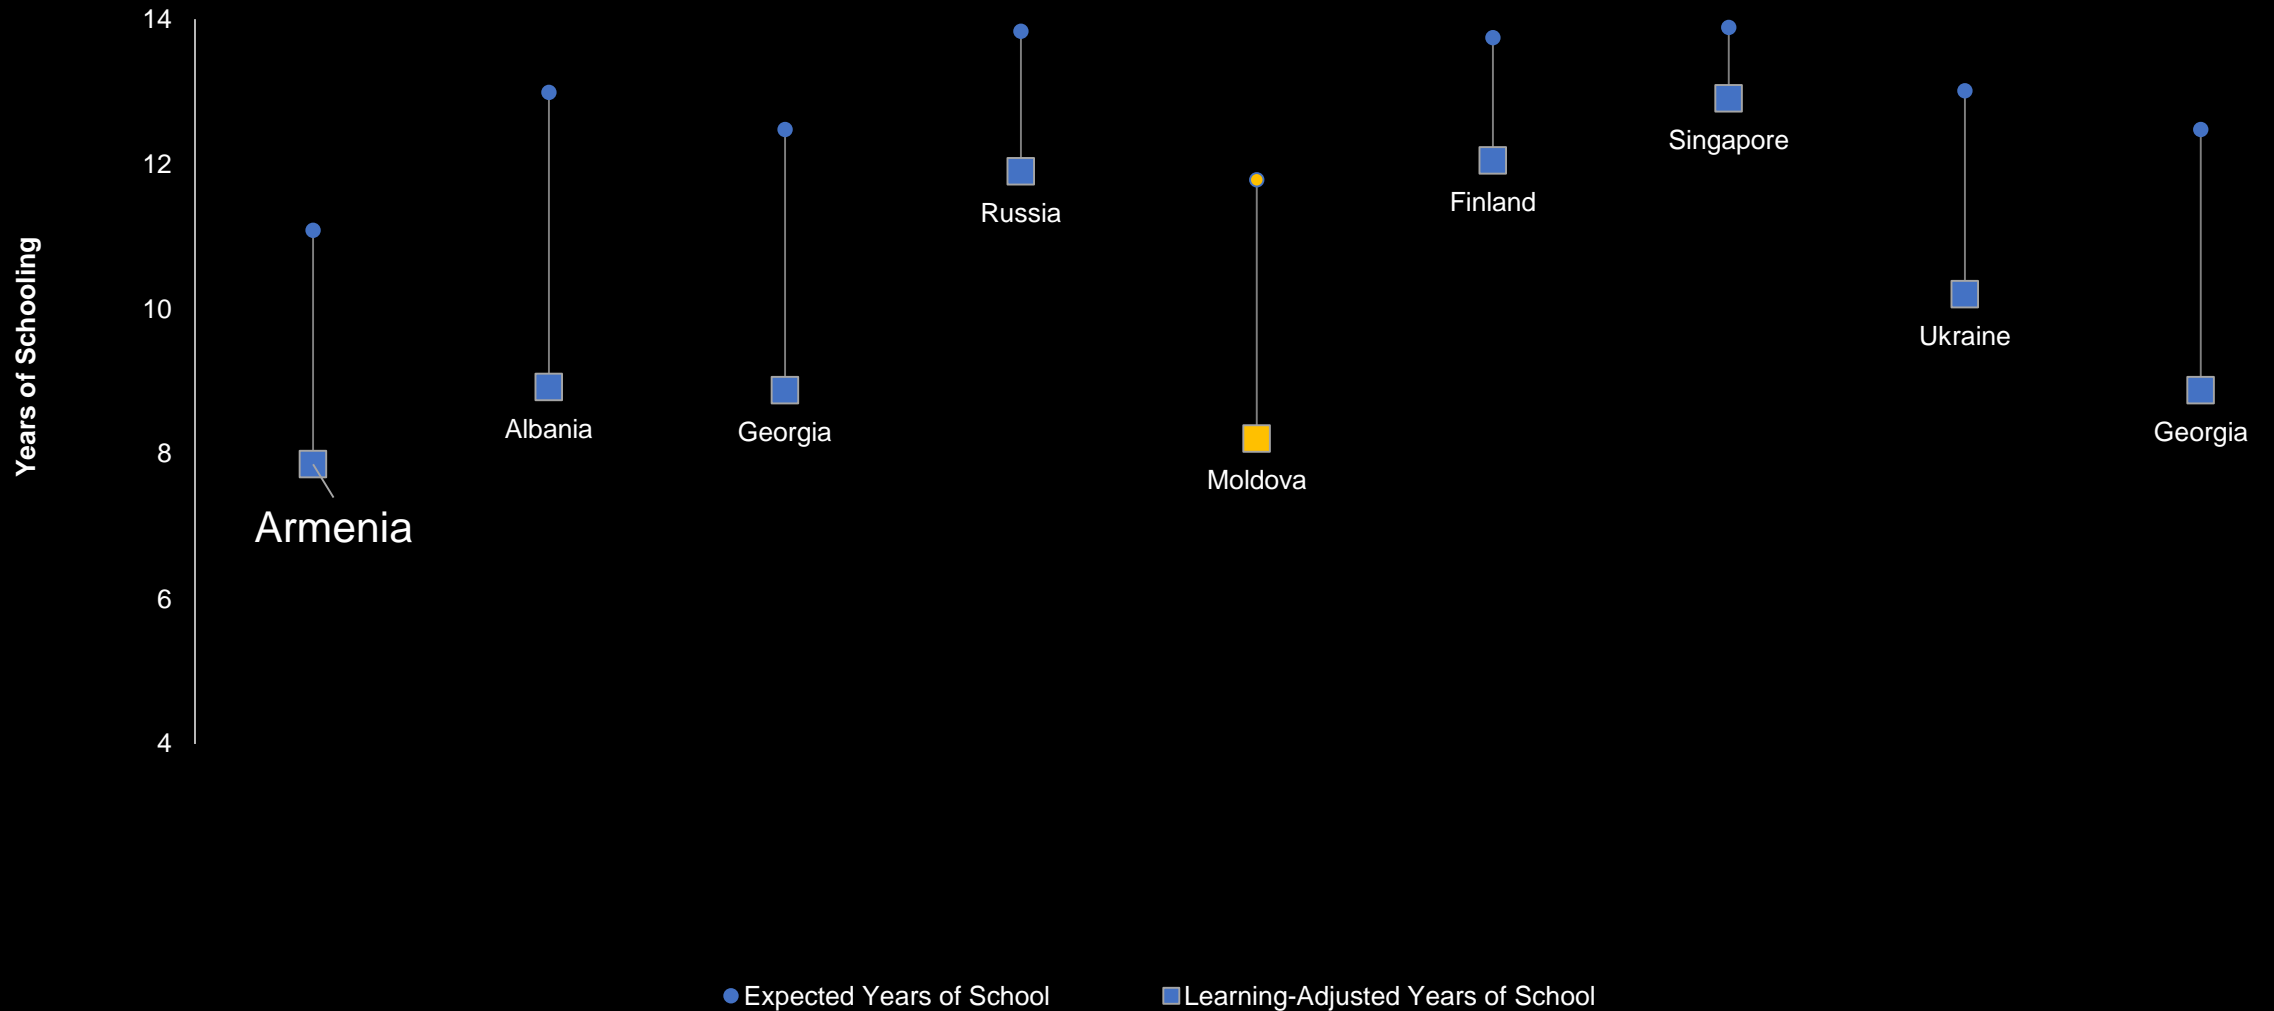 14
12
10
8
6
4
Years of Schooling
Singapore
Finland
Russia
Ukraine
Albania
Georgia
Georgia
Moldova
Armenia
Expected Years of School
Learning-Adjusted Years of School